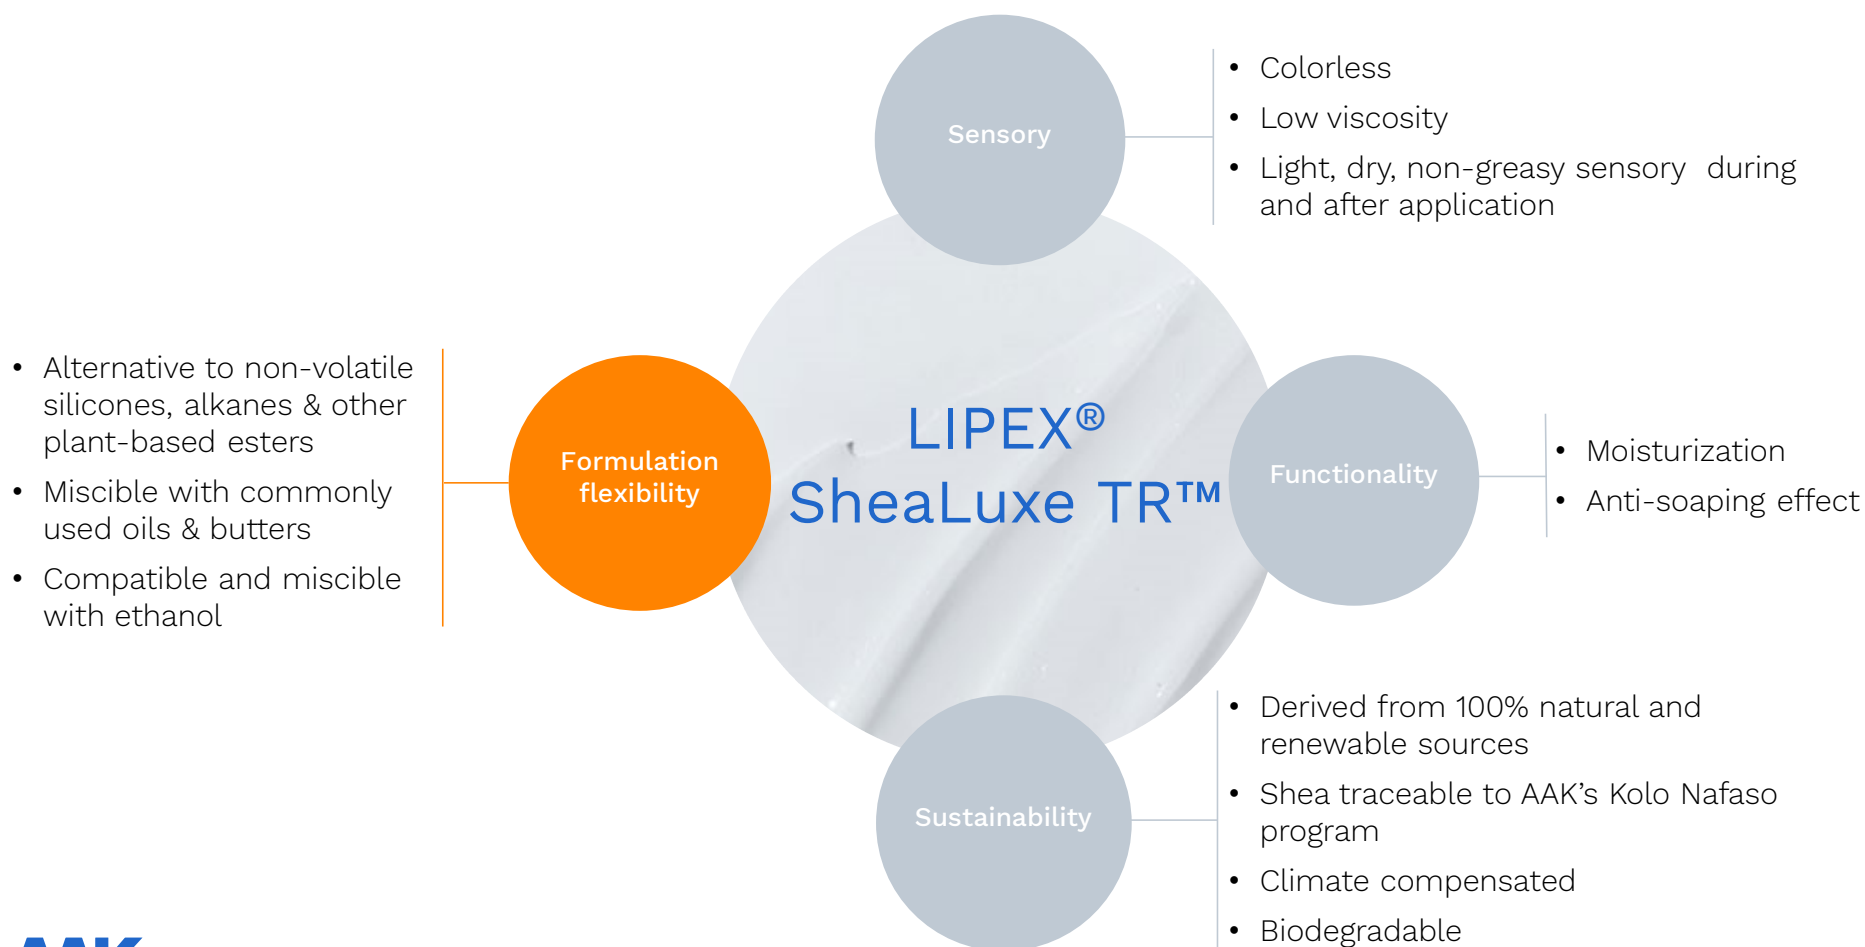 Sensory
• Colorless
• Low viscosity
• Light, dry, non-greasy sensory during
and after application
• Alternative to non-volatile
silicones, alkanes & other
plant-based esters
• Miscible with commonly
used oils & butters
• Compatible and miscible
with ethanol
Formulation
flexibility
LIPEX®
SheaLuxe TR™
Functionality
• Moisturization
• Anti-soaping effect
Sustainability
• Derived from 100% natural and
renewable sources
• Shea traceable to AAK’s Kolo Nafaso
program
• Climate compensated
• Biodegradable
AAK